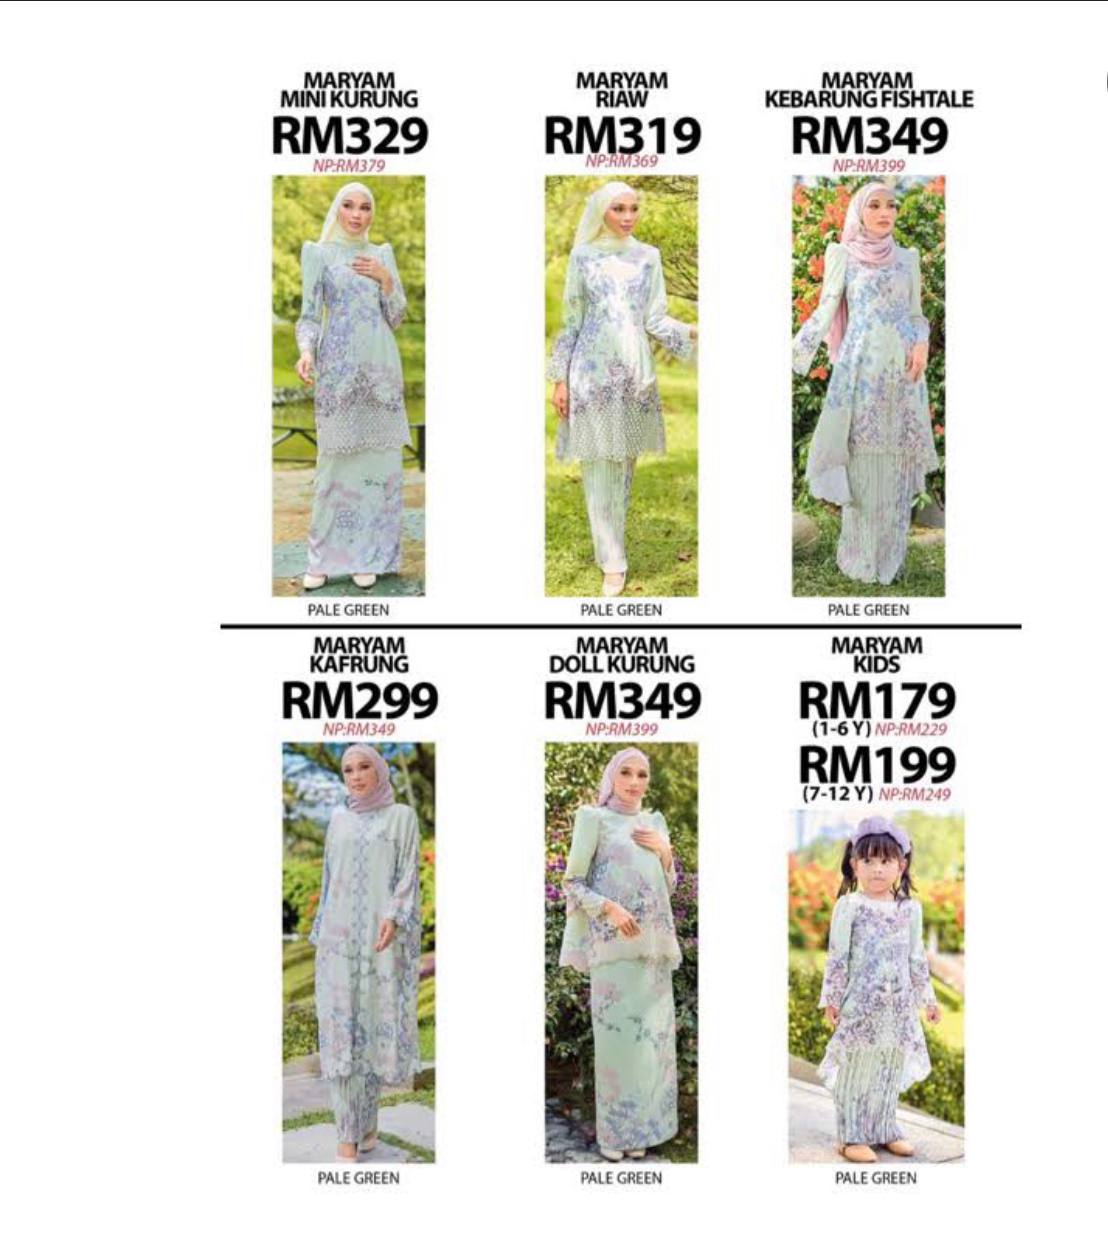 MARYAM
MINI KURUNG
RM329
NP:RM379
PALE GREEN
MARYAM
RIAW
RM319
NP:RM369
PALE GREEN
MARYAM
KEBARUNG FISHTALE
RM349
NP:RM399
PALE GREEN
MARYAM
KAFRUNG
RM299
NP:RM349
PALE GREEN
MARYAM
DOLL KURUNG
RM349
NP:RM399
PALE GREEN
MARYAM
KIDS
RM179
(1-6 Y) NP:RM229
RM199
(7-12 Y) NP:RM249
PALE GREEN